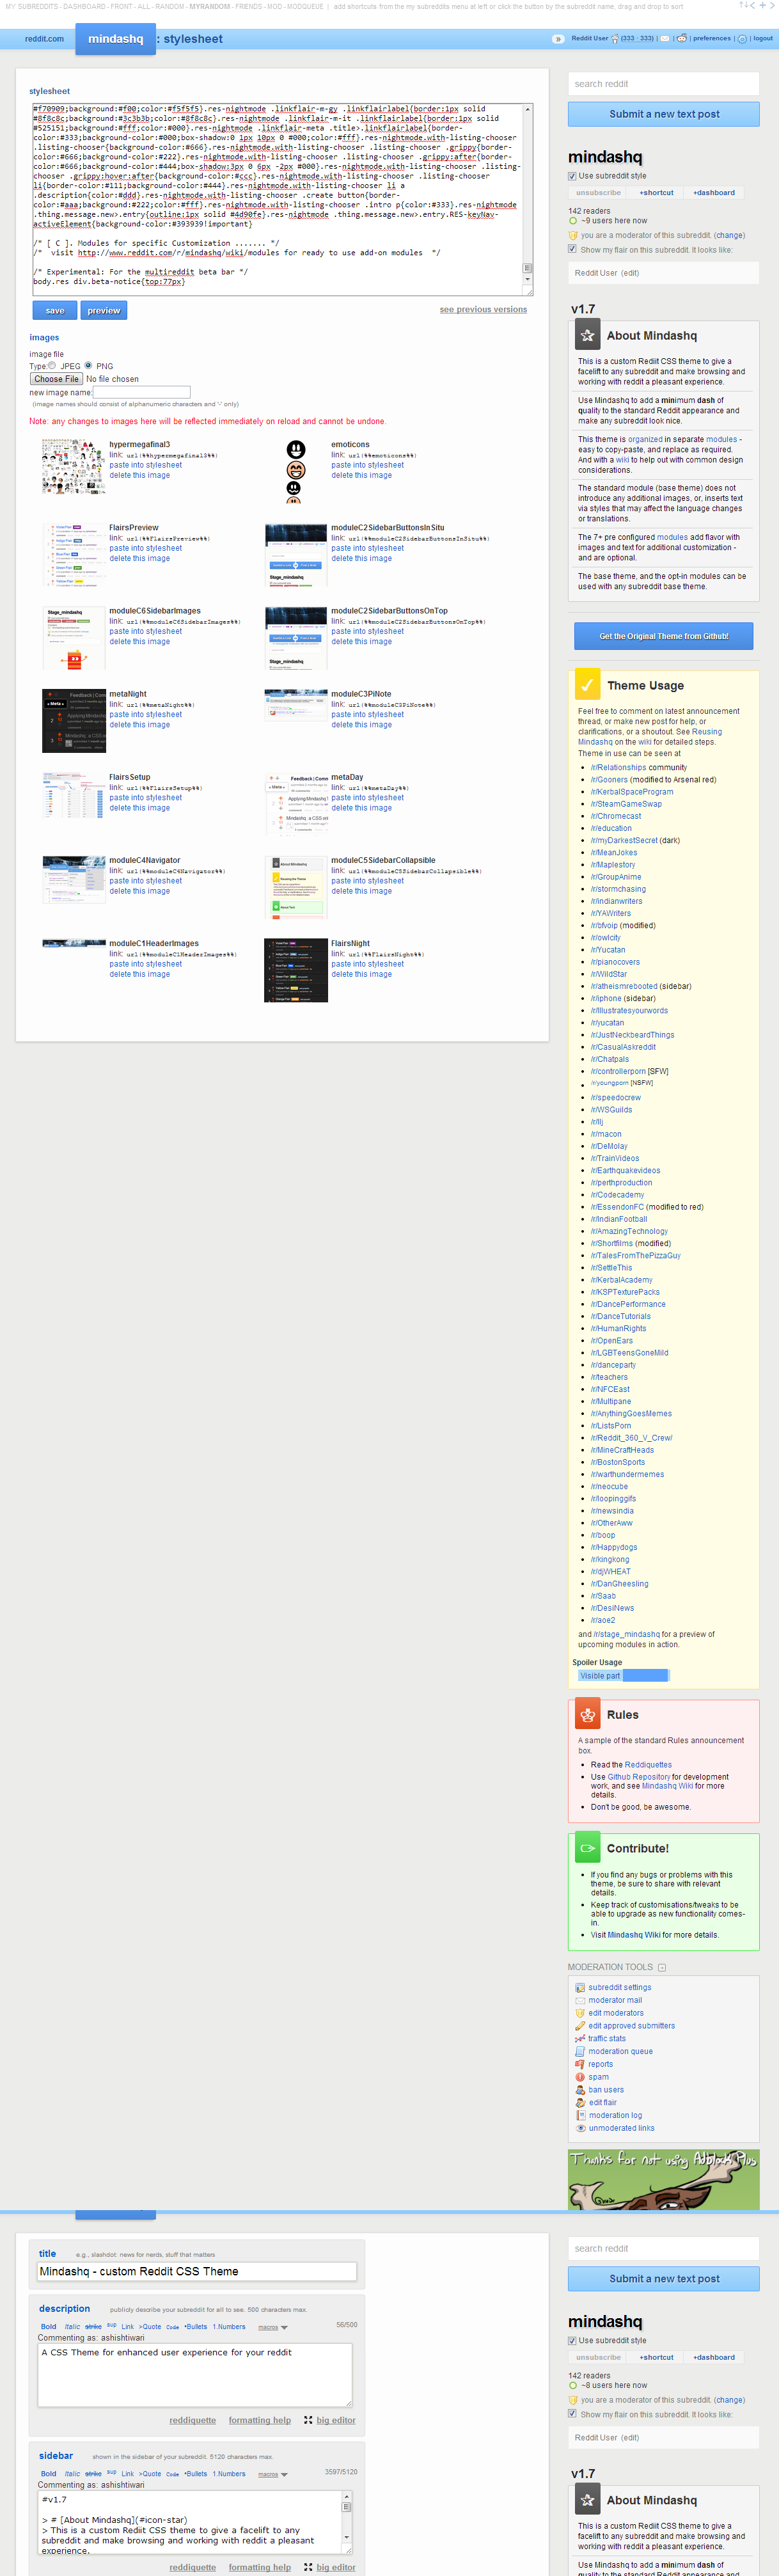 MY SUBREDDITS - DASHBOARD - FRONT - ALL - RANDOM - MYRANDOM - FRIENDS - MOD - MODQUEUE | add shortcuts from the my subreddits menu at left or click the button by the subreddit name, drag and drop to sort
reddit.com mindashq : stylesheet
Reddit User (333 · 333) | | | preferences | | logout
stylesheet
#f70909;background:#f00;color:#f5f5f5}.res-nightmode .linkflair-m-gy .linkflairlabel{border:1px solid
#8f8c8c;background:#3c3b3b;color:#8f8c8c}.res-nightmode .linkflair-m-it .linkflairlabel{border:1px solid
#525151;background:#fff;color:#000}.res-nightmode .linkflair-meta .title>.linkflairlabel{border-
color:#333;background-color:#000;box-shadow:0 1px 10px 0 #000;color:#fff}.res-nightmode.with-listing-chooser
.listing-chooser{background-color:#666}.res-nightmode.with-listing-chooser .listing-chooser .grippy{border-
color:#666;background-color:#222}.res-nightmode.with-listing-chooser .listing-chooser .grippy:after{border-
color:#666;background-color:#444;box-shadow:3px 0 6px -2px #000}.res-nightmode.with-listing-chooser .listing-
chooser .grippy:hover:after{background-color:#ccc}.res-nightmode.with-listing-chooser .listing-chooser
li{border-color:#111;background-color:#444}.res-nightmode.with-listing-chooser li a
.description{color:#ddd}.res-nightmode.with-listing-chooser .create button{border-
color:#aaa;background:#222;color:#fff}.res-nightmode.with-listing-chooser .intro p{color:#333}.res-nightmode
.thing.message.new>.entry{outline:1px solid #4d90fe}.res-nightmode .thing.message.new>.entry.RES-keyNav-
activeElement{background-color:#393939!important}
/* [ C ]. Modules for specific Customization ....... */
/* visit http://www.reddit.com/r/mindashq/wiki/modules for ready to use add-on modules */
/* Experimental: For the multireddit beta bar */
body.res div.beta-notice{top:77px}
save preview see previous versions
images
image file
Type: JPEG PNG
Choose File No file chosen
new image name:
(image names should consist of alphanumeric characters and '-' only)
Note: any changes to images here will be reflected immediately on reload and cannot be undone.
hypermegafinal3
link: url(%%hypermegafinal3%%)
paste into stylesheet
delete this image
emoticons
link: url(%%emoticons%%)
paste into stylesheet
delete this image
FlairsPreview
link: url(%%FlairsPreview%%)
paste into stylesheet
delete this image
moduleC2SidebarButtonsInSitu
link: url(%%moduleC2SidebarButtonsInSitu%%)
paste into stylesheet
delete this image
moduleC6SidebarImages
link: url(%%moduleC6SidebarImages%%)
paste into stylesheet
delete this image
moduleC2SidebarButtonsOnTop
link: url(%%moduleC2SidebarButtonsOnTop%%)
paste into stylesheet
delete this image
metaNight
link: url(%%metaNight%%)
paste into stylesheet
delete this image
moduleC3PiNote
link: url(%%moduleC3PiNote%%)
paste into stylesheet
delete this image
FlairsSetup
link: url(%%FlairsSetup%%)
paste into stylesheet
delete this image
metaDay
link: url(%%metaDay%%)
paste into stylesheet
delete this image
moduleC4Navigator
link: url(%%moduleC4Navigator%%)
paste into stylesheet
delete this image
moduleC5SidebarCollapsible
link: url(%%moduleC5SidebarCollapsible%%)
paste into stylesheet
delete this image
moduleC1HeaderImages
link: url(%%moduleC1HeaderImages%%)
paste into stylesheet
delete this image
FlairsNight
link: url(%%FlairsNight%%)
paste into stylesheet
delete this image
search reddit
Submit a new text post
mindashq
Use subreddit style
unsubscribe +shortcut +dashboard
142 readers
~9 users here now
you are a moderator of this subreddit. (change)
Show my flair on this subreddit. It looks like:
Reddit User (edit)
v1.7
About Mindashq
This is a custom Rediit CSS theme to give a
facelift to any subreddit and make browsing and
working with reddit a pleasant experience.
Use Mindashq to add a minimum dash of
quality to the standard Reddit appearance and
make any subreddit look nice.
This theme is organized in separate modules -
easy to copy-paste, and replace as required.
And with a wiki to help out with common design
considerations.
The standard module (base theme) does not
introduce any additional images, or, inserts text
via styles that may affect the language changes
or translations.
The 7+ pre configured modules add flavor with
images and text for additional customization -
and are optional.
The base theme, and the opt-in modules can be
used with any subreddit base theme.
Get the Original Theme from Github!
Theme Usage
Feel free to comment on latest announcement
thread, or make new post for help, or
clarifications, or a shoutout. See Reusing
Mindashq on the wiki for detailed steps.
Theme in use can be seen at
/r/Relationships community
/r/Gooners (modified to Arsenal red)
/r/KerbalSpaceProgram
/r/SteamGameSwap
/r/Chromecast
/r/education
/r/myDarkestSecret (dark)
/r/MeanJokes
/r/Maplestory
/r/GroupAnime
/r/stormchasing
/r/indianwriters
/r/YAWriters
/r/bfvoip (modified)
/r/owlcity
/r/Yucatan
/r/pianocovers
/r/WildStar
/r/atheismrebooted (sidebar)
/r/iphone (sidebar)
/r/Illustratesyourwords
/r/yucatan
/r/JustNeckbeardThings
/r/CasualAskreddit
/r/Chatpals
/r/controllerporn [SFW]
/r/youngporn [NSFW]
/r/speedocrew
/r/WSGuilds
/r/llj
/r/macon
/r/DeMolay
/r/TrainVideos
/r/Earthquakevideos
/r/perthproduction
/r/Codecademy
/r/EssendonFC (modified to red)
/r/IndianFootball
/r/AmazingTechnology
/r/Shortfilms (modified)
/r/TalesFromThePizzaGuy
/r/SettleThis
/r/KerbalAcademy
/r/KSPTexturePacks
/r/DancePerformance
/r/DanceTutorials
/r/HumanRights
/r/OpenEars
/r/LGBTeensGoneMild
/r/danceparty
/r/teachers
/r/NFCEast
/r/Multipane
/r/AnythingGoesMemes
/r/ListsPorn
/r/Reddit_360_V_Crew/
/r/MineCraftHeads
/r/BostonSports
/r/warthundermemes
/r/neocube
/r/loopinggifs
/r/newsindia
/r/OtherAww
/r/boop
/r/Happydogs
/r/kingkong
/r/djWHEAT
/r/DanGheesling
/r/Saab
/r/DesiNews
/r/aoe2
and /r/stage_mindashq for a preview of
upcoming modules in action.
Spoiler Usage
Visible part
Rules
A sample of the standard Rules announcement
box.
Read the Reddiquettes
Use Github Repository for development
work, and see Mindashq Wiki for more
details.
Don't be good, be awesome.
Contribute!
If you find any bugs or problems with this
theme, be sure to share with relevant
details.
Keep track of customisations/tweaks to be
able to upgrade as new functionality comes-
in.
Visit Mindashq Wiki for more details.
MODERATION TOOLS
subreddit settings
moderator mail
edit moderators
edit approved submitters
traffic stats
moderation queue
reports
spam
ban users
edit flair
moderation log
unmoderated links
Thanks for not using Adblock Plus
title e.g., slashdot: news for nerds, stuff that matters
Mindashq - custom Reddit CSS Theme
description publicly describe your subreddit for all to see. 500 characters max.
Bold Italic strike sup Link >Quote Code •Bullets 1.Numbers macros 56/500
Commenting as: ashishtiwari
A CSS Theme for enhanced user experience for your reddit
reddiquette formatting help big editor
sidebar shown in the sidebar of your subreddit. 5120 characters max.
Bold Italic strike sup Link >Quote Code •Bullets 1.Numbers macros 3597/5120
Commenting as: ashishtiwari
#v1.7
> # [About Mindashq](#icon-star)
> This is a custom Rediit CSS theme to give a facelift to any
subreddit and make browsing and working with reddit a pleasant
experience.
reddiquette formatting help big editor
search reddit
Submit a new text post
mindashq
Use subreddit style
unsubscribe +shortcut +dashboard
142 readers
~8 users here now
you are a moderator of this subreddit. (change)
Show my flair on this subreddit. It looks like:
Reddit User (edit)
v1.7
About Mindashq
This is a custom Rediit CSS theme to give a
facelift to any subreddit and make browsing and
working with reddit a pleasant experience.
Use Mindashq to add a minimum dash of
quality to the standard Reddit appearance and